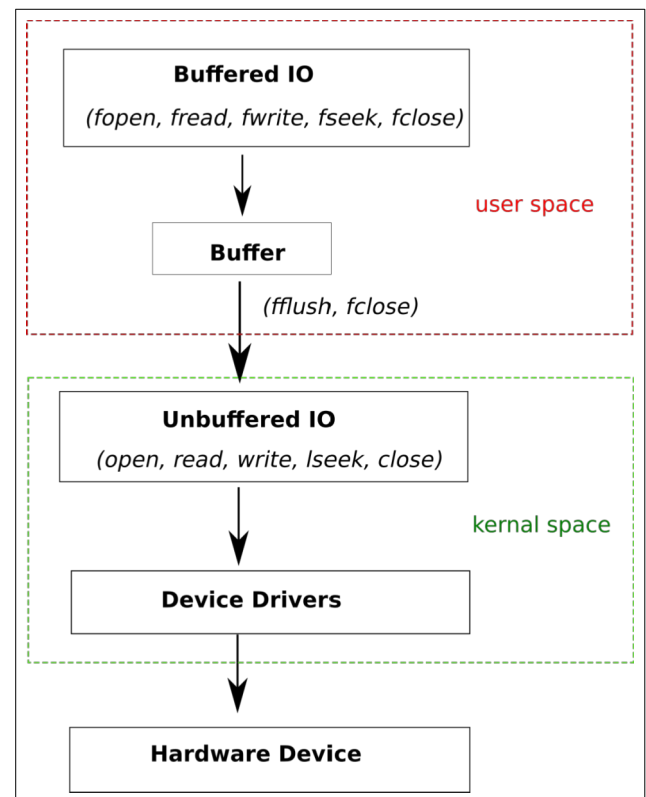 Buffered IO
(fopen, fread, fwrite, fseek, fclose)
user space
Buffer
(fflush, fclose)
Unbuffered IO
(open, read, write, lseek, close)
kernal space
Device Drivers
Hardware Device